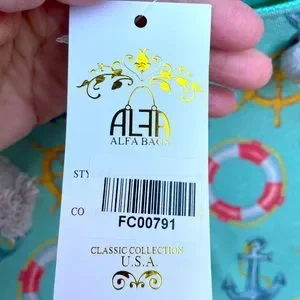 ALFA
ALFA BAGS
STY
CO
FC00791
CLASSIC COLLECTION
U.S.A.